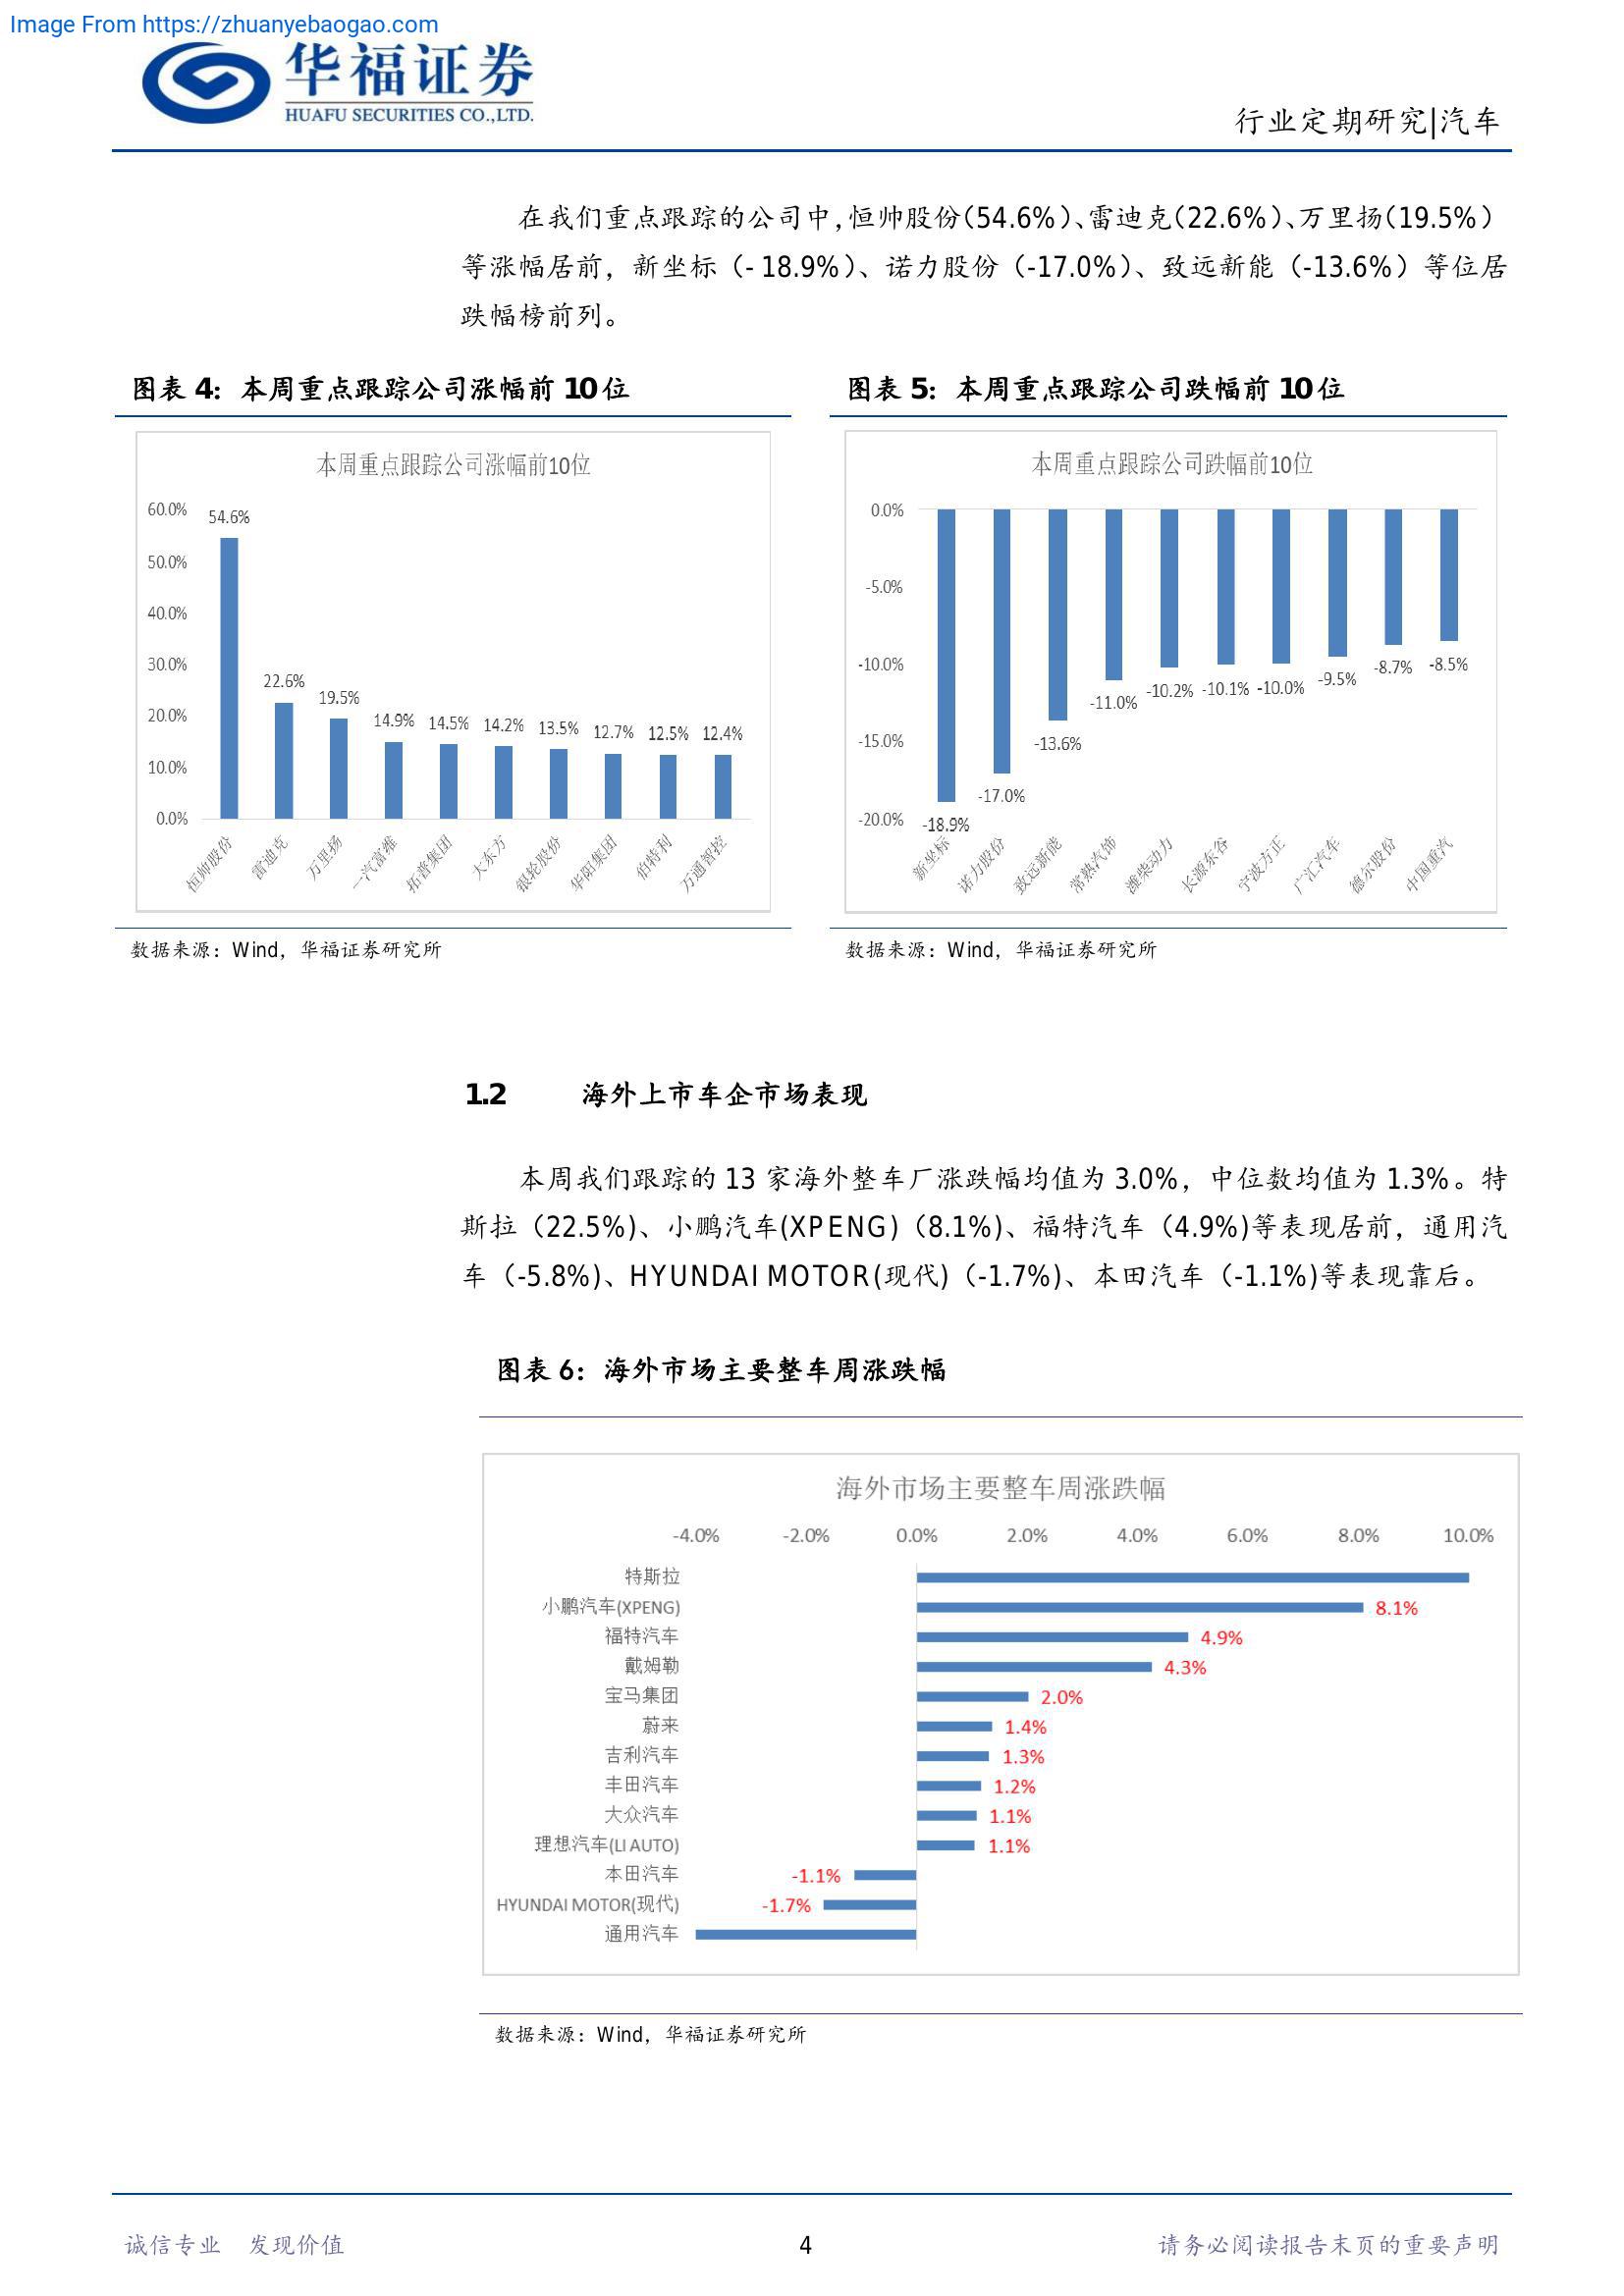 Image From https://zhuanyebaogao.com
华福证券
HUAFU SECURITIES CO.,LTD.
行业定期研究|汽车
在我们重点跟踪的公司中，恒帅股份(54.6%)、雷迪克(22.6%)、万里扬(19.5%)
等涨幅居前，新坐标（- 18.9%)、诺力股份（-17.0%)、致远新能（-13.6%）等位居
跌幅榜前列。
图表 4：本周重点跟踪公司涨幅前 10 位
本周重点跟踪公司涨幅前10位
60.0%
50.0%
40.0%
30.0%
20.0%
10.0%
0.0%
54.6%
22.6%
19.5%
14.9%
14.5%
14.2%
13.5%
12.7%
12.5%
12.4%
恒帅股份
雷迪克
万里扬
一汽富维
拓普集团
大东方
银轮股份
华阳集团
伯特利
万通智控
数据来源：Wind，华福证券研究所
图表 5：本周重点跟踪公司跌幅前 10 位
本周重点跟踪公司跌幅前10位
0.0%
-5.0%
-10.0%
-15.0%
-20.0%
-18.9%
-17.0%
-13.6%
-11.0%
-10.2%
-10.1%
-10.0%
-9.5%
-8.7%
-8.5%
新坐标
诺力股份
致远新能
常熟汽饰
潍柴动力
长源东谷
宁波方正
广汇汽车
德尔股份
中国重汽
数据来源：Wind，华福证券研究所
1.2 海外上市车企市场表现
本周我们跟踪的 13 家海外整车厂涨跌幅均值为 3.0%，中位数均值为 1.3%。特
斯拉（22.5%)、小鹏汽车(XPENG)（8.1%)、福特汽车（4.9%)等表现居前，通用汽
车（-5.8%)、HYUNDAI MOTOR(现代)（-1.7%)、本田汽车（-1.1%)等表现靠后。
图表 6：海外市场主要整车周涨跌幅
海外市场主要整车周涨跌幅
-4.0% -2.0% 0.0% 2.0% 4.0% 6.0% 8.0% 10.0%
特斯拉
小鹏汽车(XPENG) 8.1%
福特汽车 4.9%
戴姆勒 4.3%
宝马集团 2.0%
蔚来 1.4%
吉利汽车 1.3%
丰田汽车 1.2%
大众汽车 1.1%
理想汽车(LI AUTO) 1.1%
本田汽车 -1.1%
HYUNDAI MOTOR(现代) -1.7%
通用汽车
数据来源：Wind，华福证券研究所
诚信专业 发现价值
4
请务必阅读报告末页的重要声明